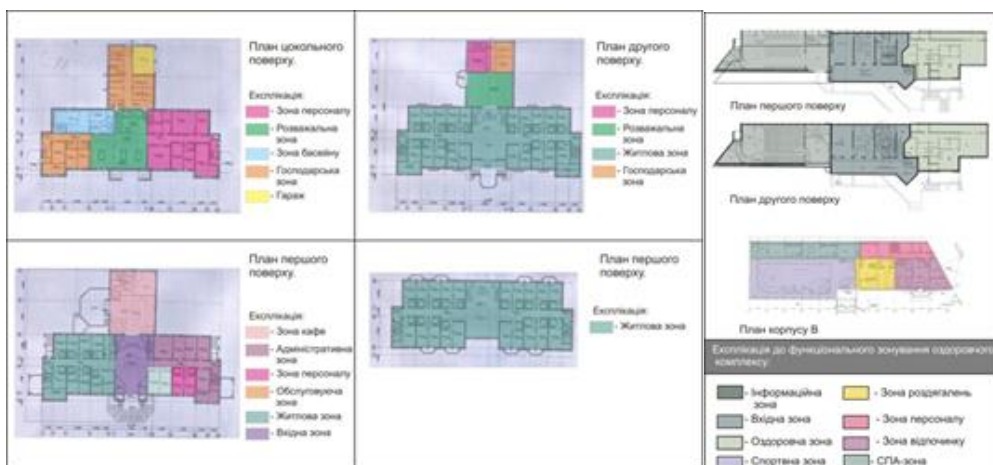 План цокольного
поверху.
Експлікація:
- Зона персоналу
- Розважальна
зона
- Зона басейну
- Господарська
зона
- Гараж
План другого
поверху.
Експлікація:
- Зона персоналу
- Розважальна
зона
- Житлова зона
- Господарська
зона
План першого
поверху.
Експлікація:
- Зона кафе
- Адміністративна
зона
- Зона персоналу
- Обслуговуюча
зона
- Житлова зона
- Вхідна зона
План першого
поверху.
Експлікація:
- Житлова зона
План першого поверху
План другого поверху
План корпусу В
Експлікація до функціонального зонування оздоровчого
комплексу.
- Інформаційна
зона
- Вхідна зона
- Оздоровна зона
- Спортвна зона
- Зона роздягалень
- Зона персоналу
- Зона відпочинку
- СПА-зона